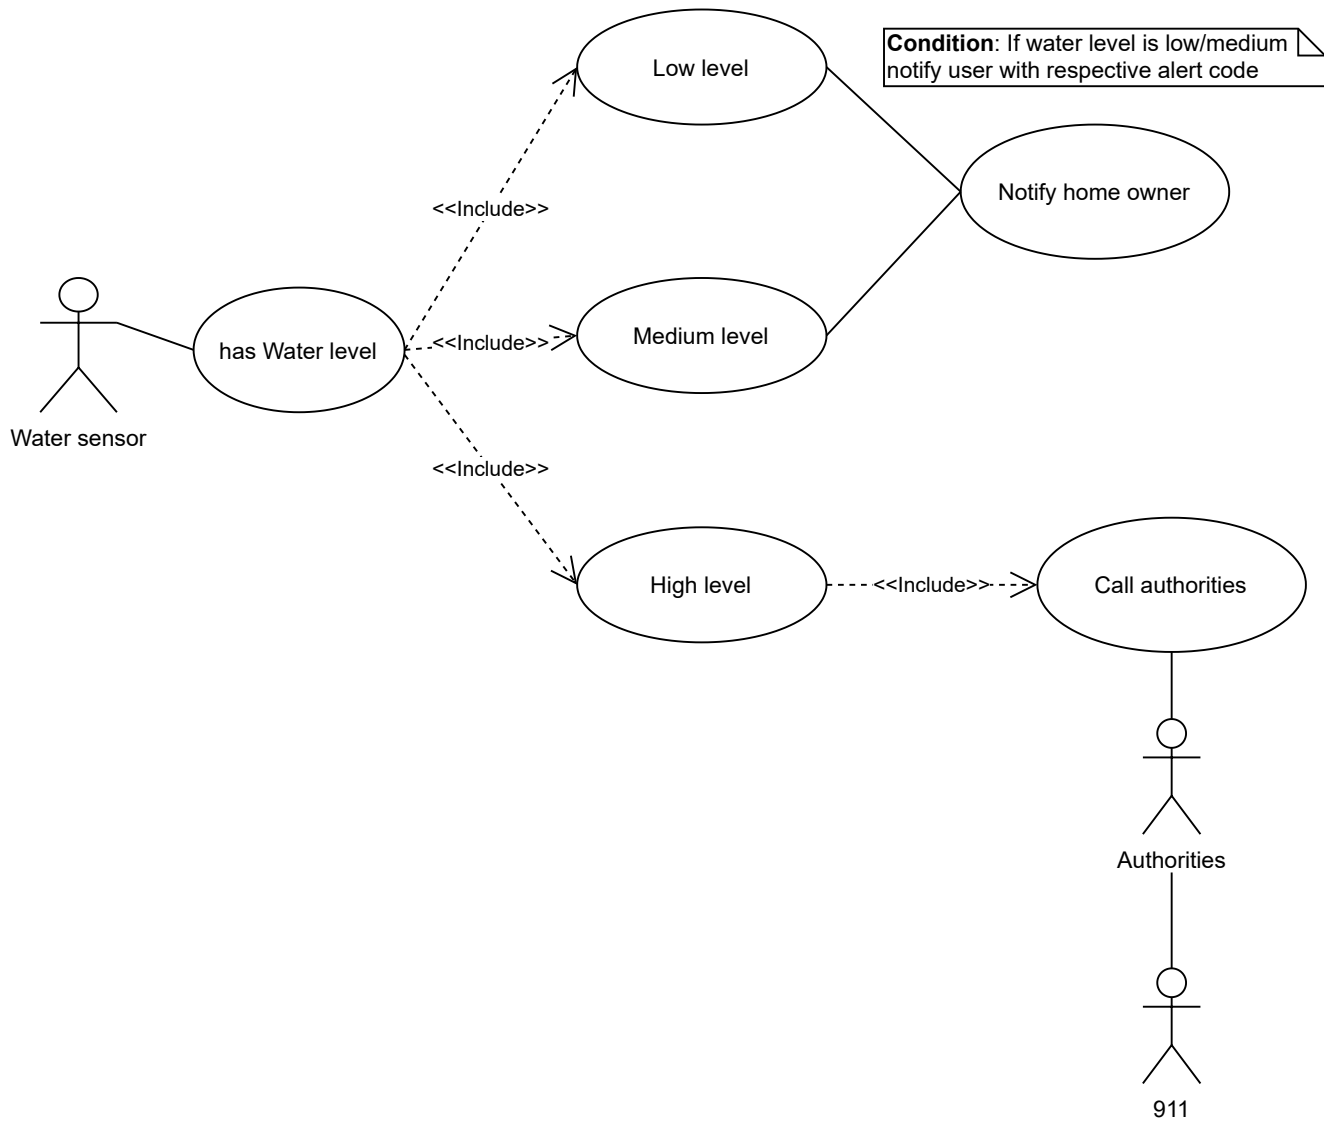 Low level
Condition: If water level is low/medium
notify user with respective alert code
Notify home owner
<<Include>>
has Water level
<<Include>>
Medium level
Water sensor
<<Include>>
High level
<<Include>>
Call authorities
Authorities
911